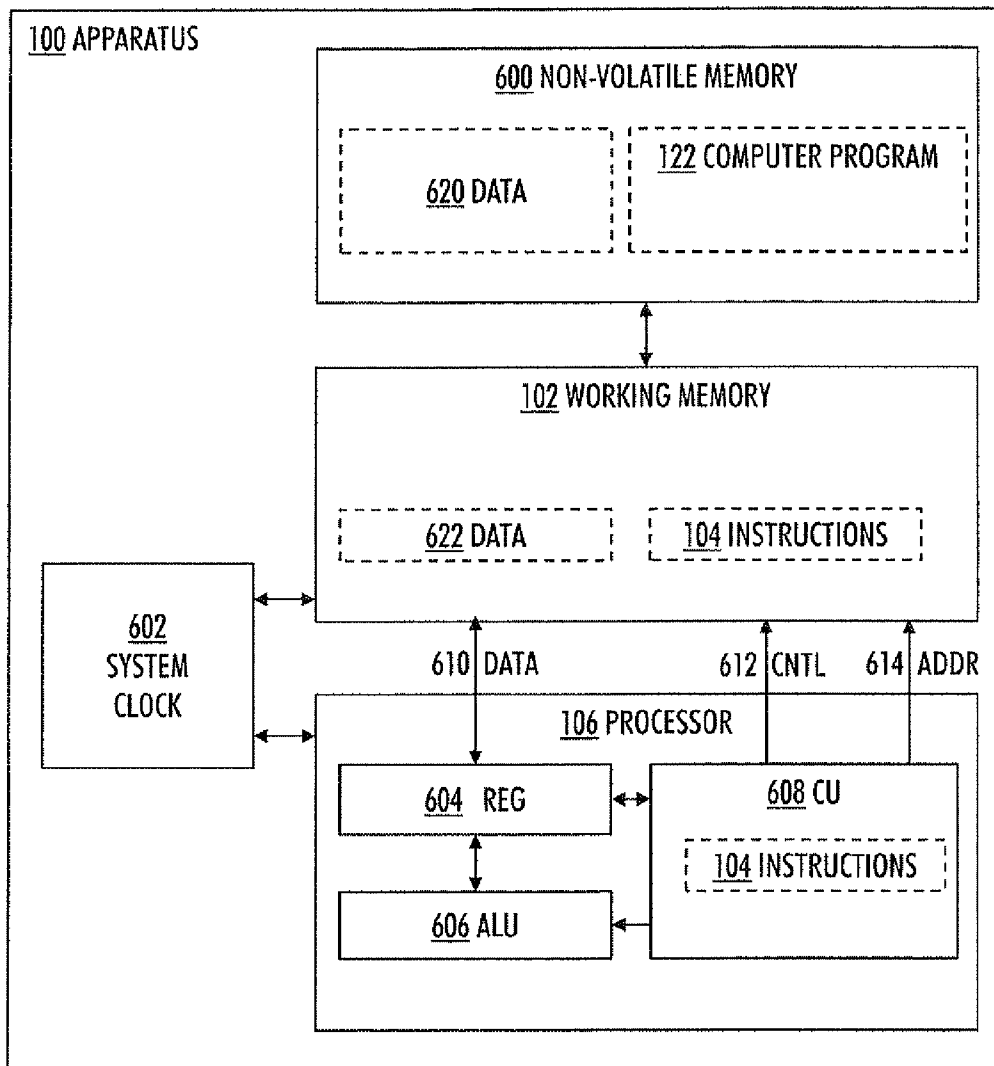 100 APPARATUS
600 NON-VOLATILE MEMORY
620 DATA
122 COMPUTER PROGRAM
102 WORKING MEMORY
622 DATA
104 INSTRUCTIONS
602
SYSTEM
CLOCK
610 DATA
612 CNTL
614 ADDR
106 PROCESSOR
604 REG
608 CU
104 INSTRUCTIONS
606 ALU